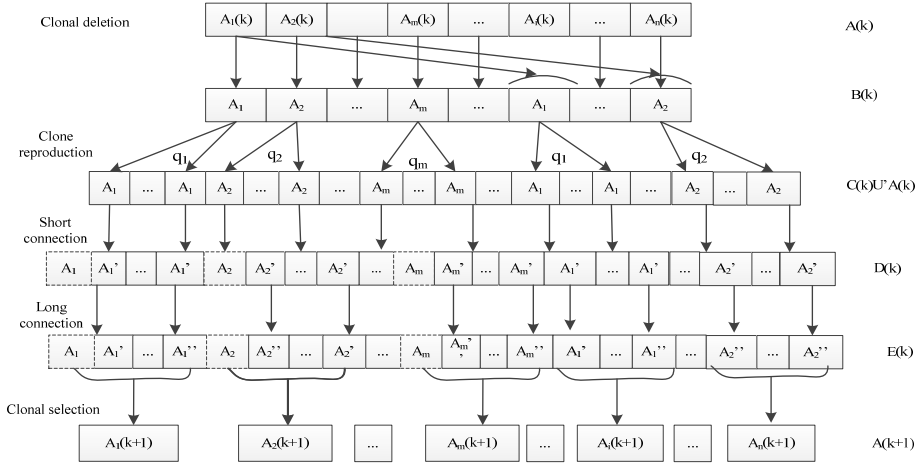 Clonal deletion A1(k) A2(k) Am(k) ... Ai(k) ... An(k) A(k)
A1 A2 ... Am ... A1 ... A2 B(k)
Clone
reproduction
q1 q2 qm q1 q2
A1 ... A1 A2 ... A2 ... Am ... Am ... A1 ... A1 ... A2 ... A2 C(k)U'A(k)
Short
connection
A1 A1' ... A1' A2 A2' ... A2' ... Am Am' ... Am' A1' ... A1' ... A2' ... A2' D(k)
Long
connection
A1 A1' ... A1'' A2 A2'' ... A2' ... Am Am'' ... Am'' A1' ... A1'' ... A2'' ... A2'' E(k)
Clonal selection
A1(k+1) A2(k+1) ... Am(k+1) ... Ai(k+1) ... An(k+1) A(k+1)